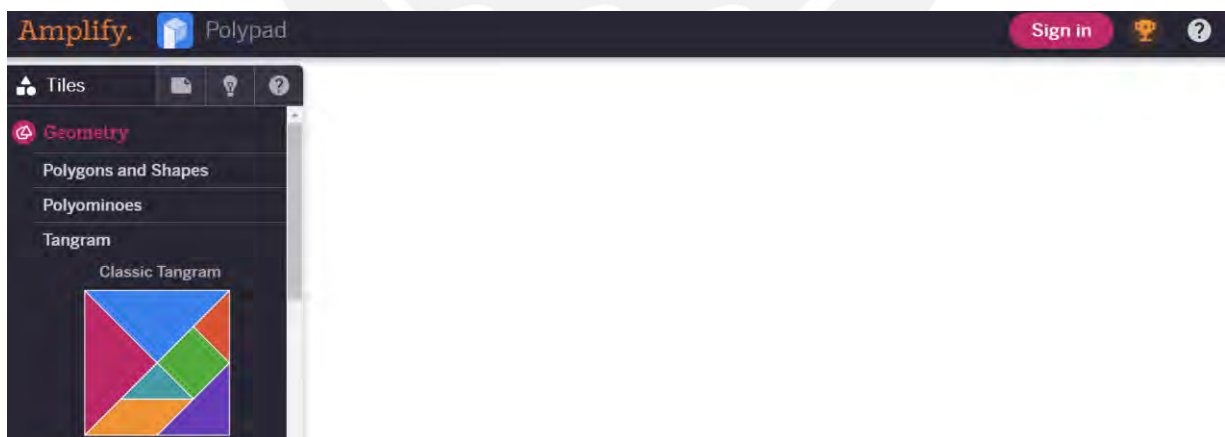 Amplify. Polypad Sign in ?
Tiles ?
Geometry
Polygons and Shapes
Polyominoes
Tangram
Classic Tangram